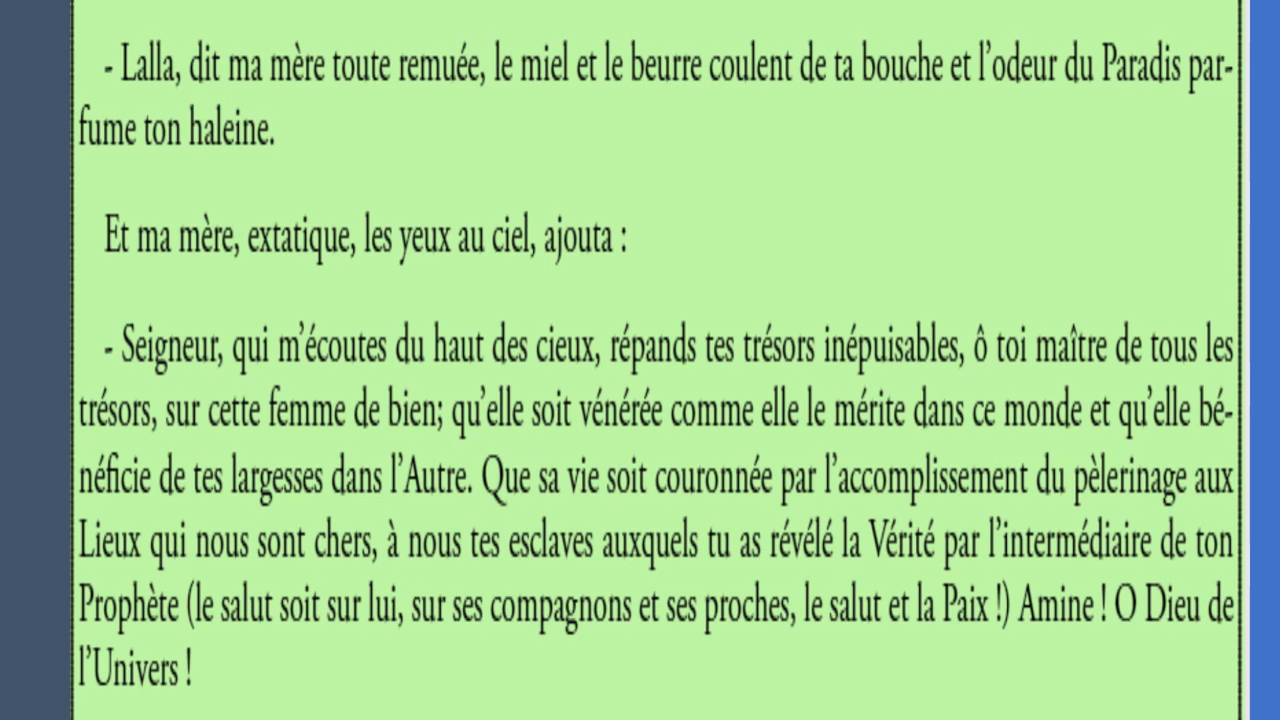 - Lalla, dit ma mère toute remuée, le miel et le beurre coulent de ta bouche et l’odeur du Paradis par-
fume ton haleine.
Et ma mère, extatique, les yeux au ciel, ajouta :
- Seigneur, qui m’écoutes du haut des cieux, répands tes trésors inépuisables, ô toi maître de tous les
trésors, sur cette femme de bien; qu’elle soit vénérée comme elle le mérite dans ce monde et qu’elle bé-
néficie de tes largesses dans l’Autre. Que sa vie soit couronnée par l’accomplissement du pèlerinage aux
Lieux qui nous sont chers, à nous tes esclaves auxquels tu as révélé la Vérité par l’intermédiaire de ton
Prophète (le salut soit sur lui, sur ses compagnons et ses proches, le salut et la Paix !) Amine ! O Dieu de
l’Univers !